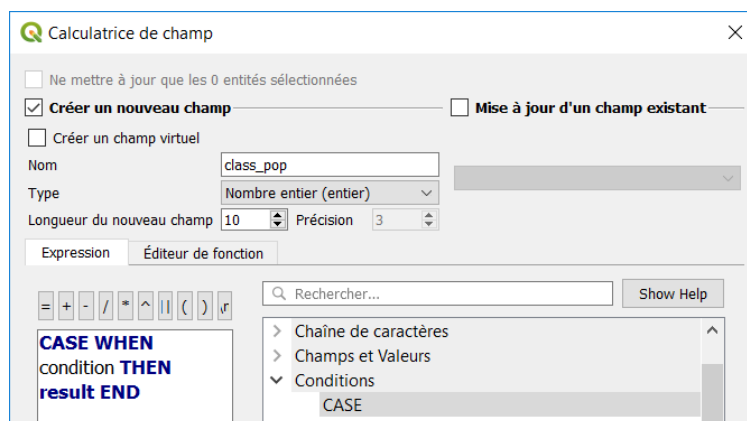 Calculatrice de champ
Ne mettre à jour que les 0 entités sélectionnées
Créer un nouveau champ
Mise à jour d'un champ existant
Créer un champ virtuel
Nom class_pop
Type Nombre entier (entier)
Longueur du nouveau champ 10 Précision 3
Expression Éditeur de fonction
= + - / * ^ || ( ) \r
Rechercher... Show Help
CASE WHEN
condition THEN
result END
Chaîne de caractères
Champs et Valeurs
Conditions
CASE